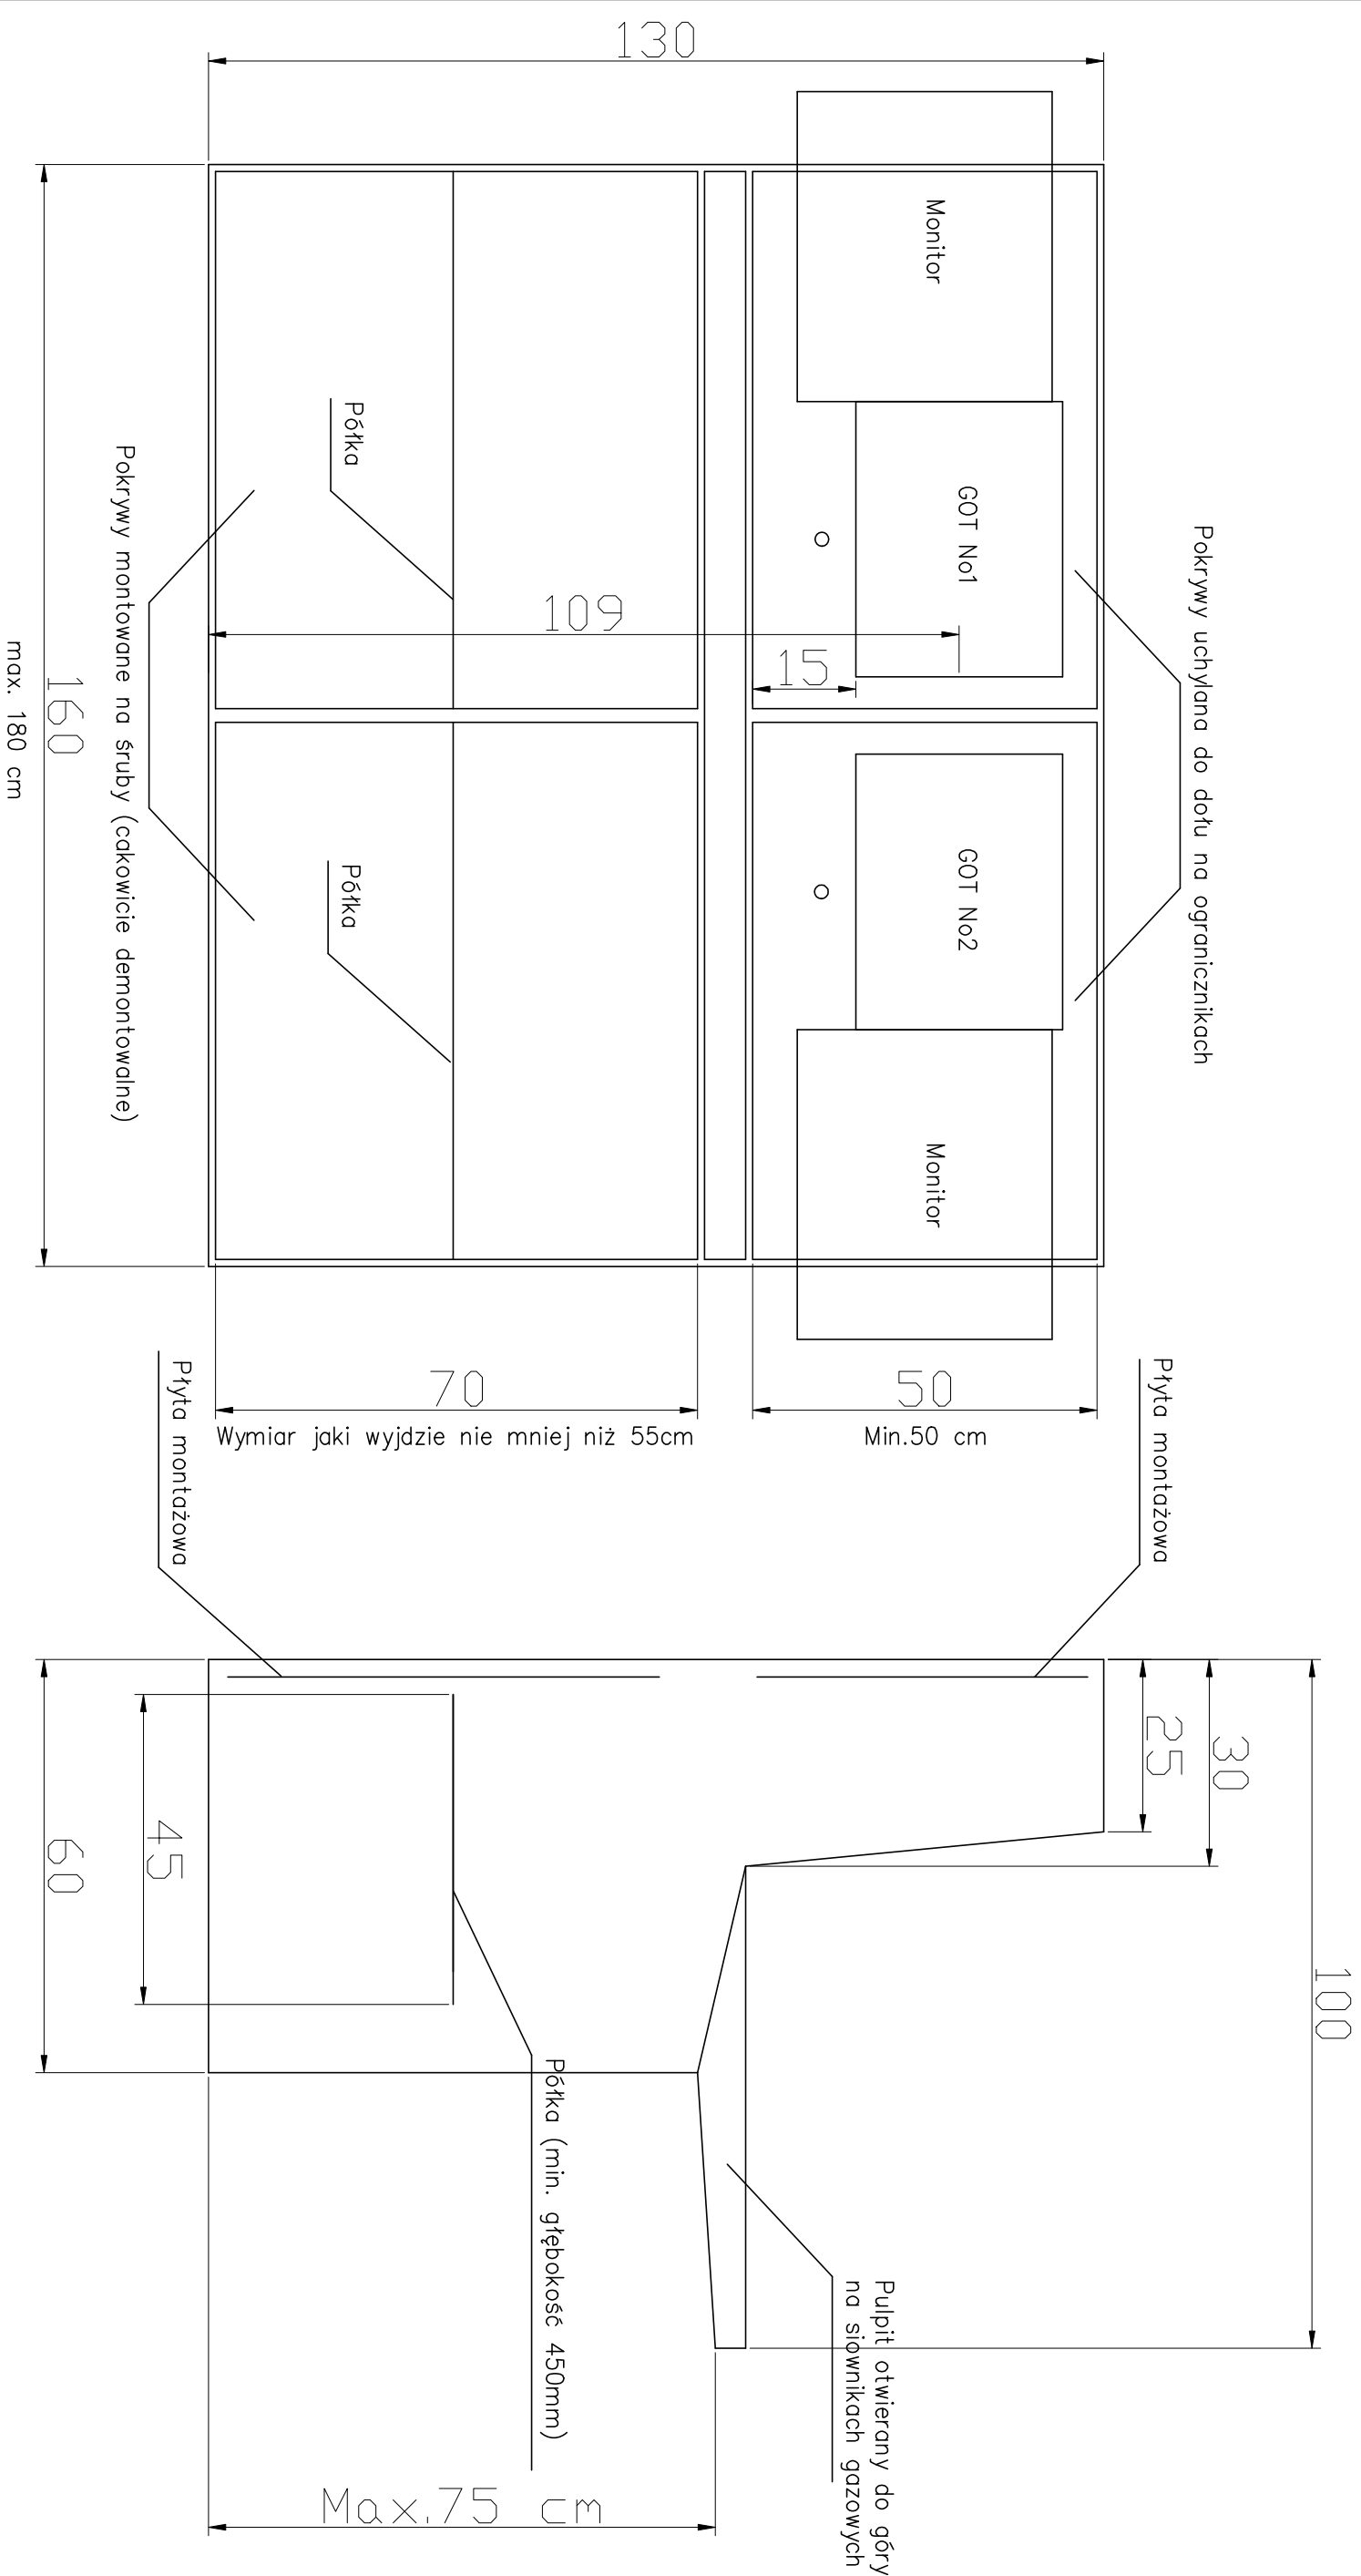 130
Monitor
GOT No1
Pokrywy uchylana do dołu na ogranicznikach
Półka
109
15
Pokrywy montowane na śruby (cakowicie demontowalne)
160
max. 180 cm
GOT No2
Półka
Monitor
70
50
Wymiar jaki wyjdzie nie mniej niż 55cm
Min.50 cm
Płyta montażowa
Płyta montażowa
25
30
100
45
60
Półka (min. głębokość 450mm)
Pulpit otwierany do góry
na siownikach gazowych
Max.75 cm